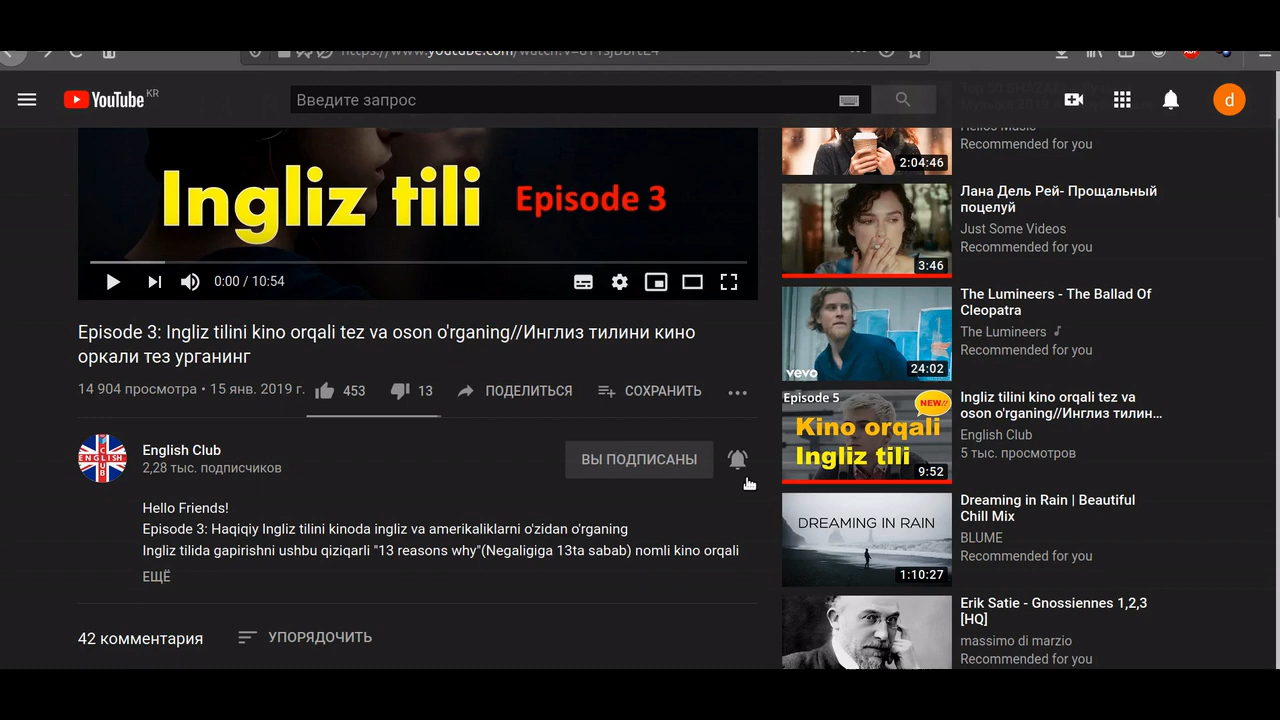 YouTube KR
Введите запрос
d
Ingliz tili Episode 3
0:00 / 10:54
Episode 3: Ingliz tilini kino orqali tez va oson o'rganing//Инглиз тилини кино
оркали тез урганинг
14 904 просмотра • 15 янв. 2019 г. 453 13 ПОДЕЛИТЬСЯ СОХРАНИТЬ
English Club
2,28 тыс. подписчиков
ВЫ ПОДПИСАНЫ
Hello Friends!
Episode 3: Haqiqiy Ingliz tilini kinoda ingliz va amerikaliklarni o'zidan o'rganing
Ingliz tilida gapirishni ushbu qiziqarli "13 reasons why"(Negaligiga 13ta sabab) nomli kino orqali
ЕЩЁ
42 комментария УПОРЯДОЧИТЬ
2:04:46
Recommended for you
3:46
Лана Дель Рей- Прощальный
поцелуй
Just Some Videos
Recommended for you
vevo
24:02
The Lumineers - The Ballad Of
Cleopatra
The Lumineers
Recommended for you
Episode 5
NEW!!
Kino orqali
Ingliz tili
9:52
Ingliz tilini kino orqali tez va
oson o'rganing//Инглиз тилин...
English Club
5 тыс. просмотров
DREAMING IN RAIN
1:10:27
Dreaming in Rain | Beautiful
Chill Mix
BLUME
Recommended for you
Erik Satie - Gnossiennes 1,2,3
[HQ]
massimo di marzio
Recommended for you